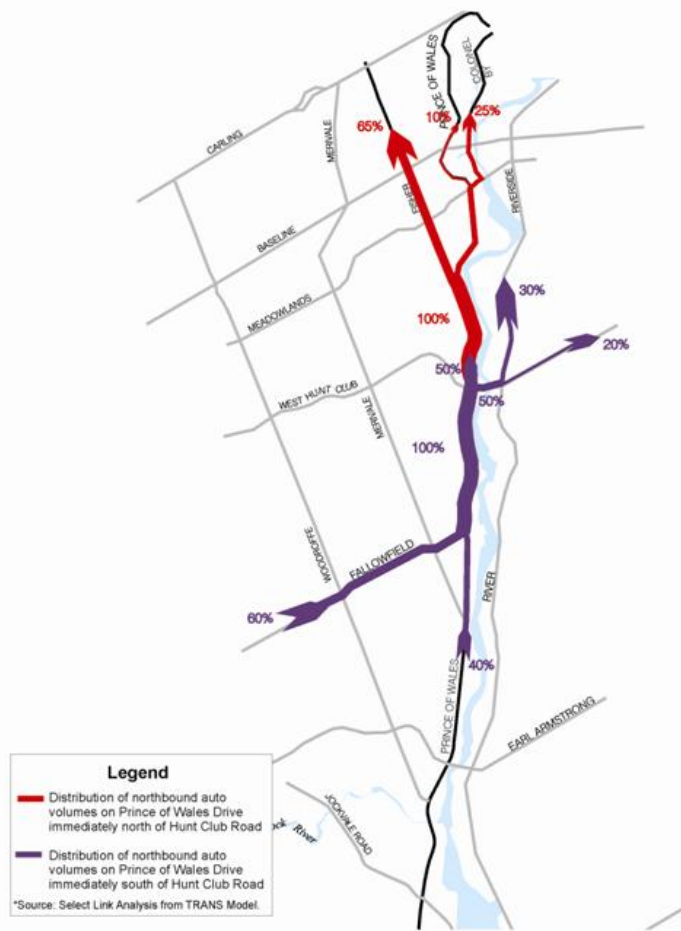 PRINCE OF WALES
COLONEL
BY
10%
25%
65%
CARLING
MERIVALE
FISHER
RIVERSIDE
BASELINE
MEADOWLANDS
30%
100%
20%
50%
50%
WEST HUNT CLUB
MERIVALE
100%
WOODROFFE
FALLOWFIELD
RIVER
60%
40%
PRINCE OF WALES
EARL ARMSTRONG
JOCKVALE ROAD
ock River
Legend
Distribution of northbound auto
volumes on Prince of Wales Drive
immediately north of Hunt Club Road
Distribution of northbound auto
volumes on Prince of Wales Drive
immediately south of Hunt Club Road
*Source: Select Link Analysis from TRANS Model.